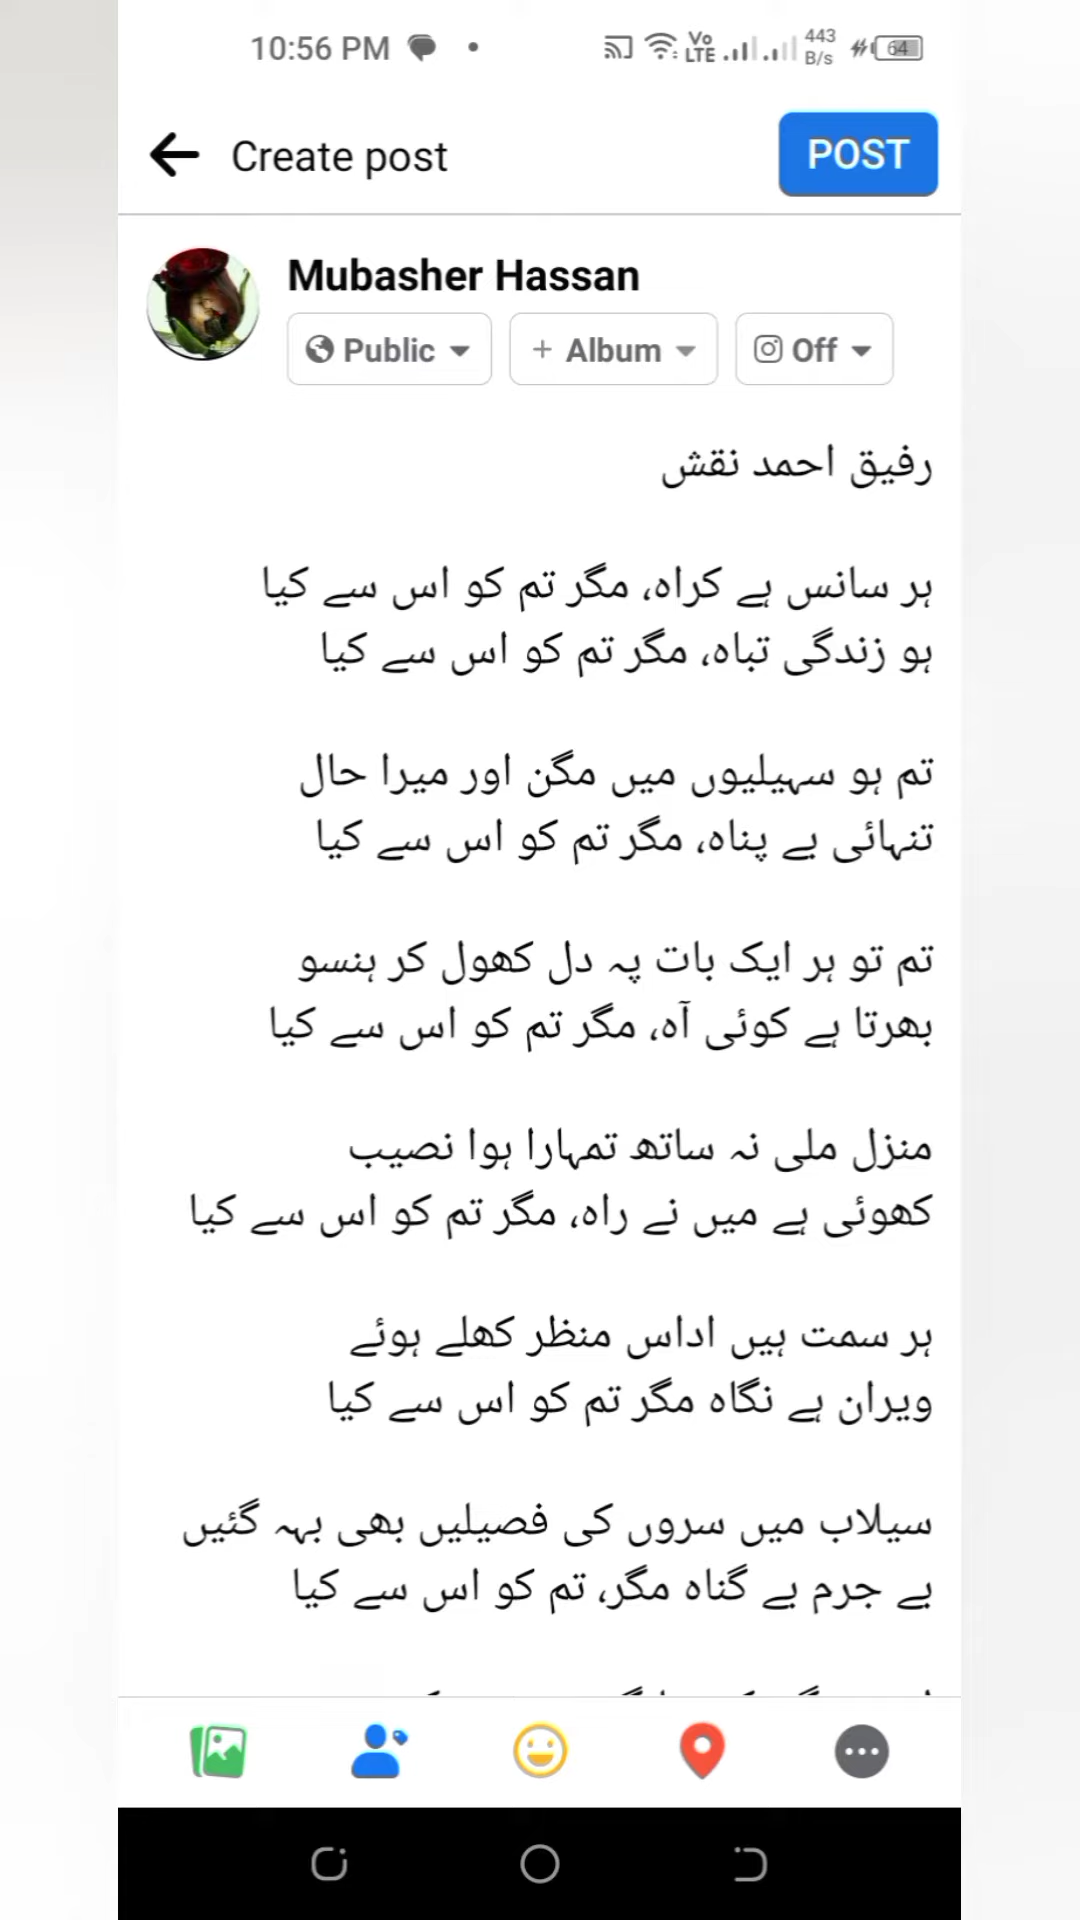 10:56 PM
Vo LTE
443 B/s
64
Create post
POST
Mubasher Hassan
Public
+ Album
Off
رفیق احمد نقش
ہر سانس ہے کراہ، مگر تم کو اس سے کیا
ہو زندگی تباہ، مگر تم کو اس سے کیا
تم ہو سہیلیوں میں مگن اور میرا حال
تنہائی بے پناہ، مگر تم کو اس سے کیا
تم تو ہر ایک بات پہ دل کھول کر ہنسو
بھرتا ہے کوئی آہ، مگر تم کو اس سے کیا
منزل ملی نہ ساتھ تمہارا ہوا نصیب
کھوئی ہے میں نے راہ، مگر تم کو اس سے کیا
ہر سمت ہیں اداس منظر کھلے ہوئے
ویران ہے نگاہ مگر تم کو اس سے کیا
سیلاب میں سروں کی فصیلیں بھی بہہ گئیں
بے جرم بے گناہ مگر، تم کو اس سے کیا